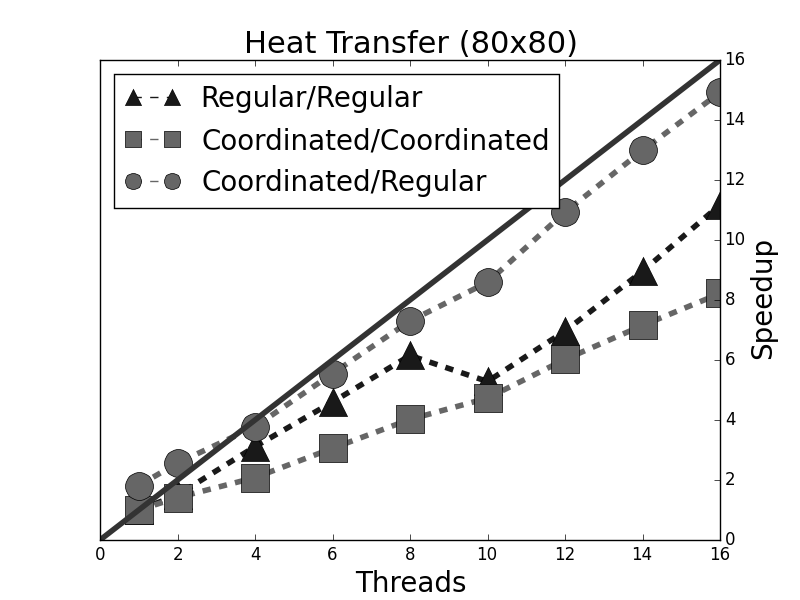 Heat Transfer (80x80)
Regular/Regular
Coordinated/Coordinated
Coordinated/Regular
16
14
12
10
8
6
4
2
0
Speedup
0 2 4 6 8 10 12 14 16
Threads